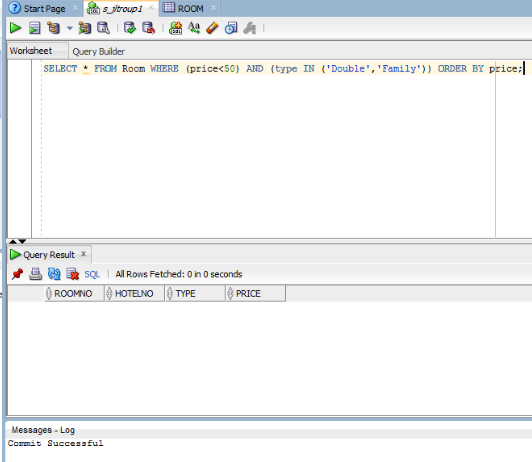 Start Page × s_jtroup1 × ROOM ×
Worksheet Query Builder
SELECT * FROM Room WHERE (price<50) AND (type IN ('Double','Family')) ORDER BY price;
Query Result ×
SQL | All Rows Fetched: 0 in 0 seconds
ROOMNO HOTELNO TYPE PRICE
Messages - Log
Commit Successful